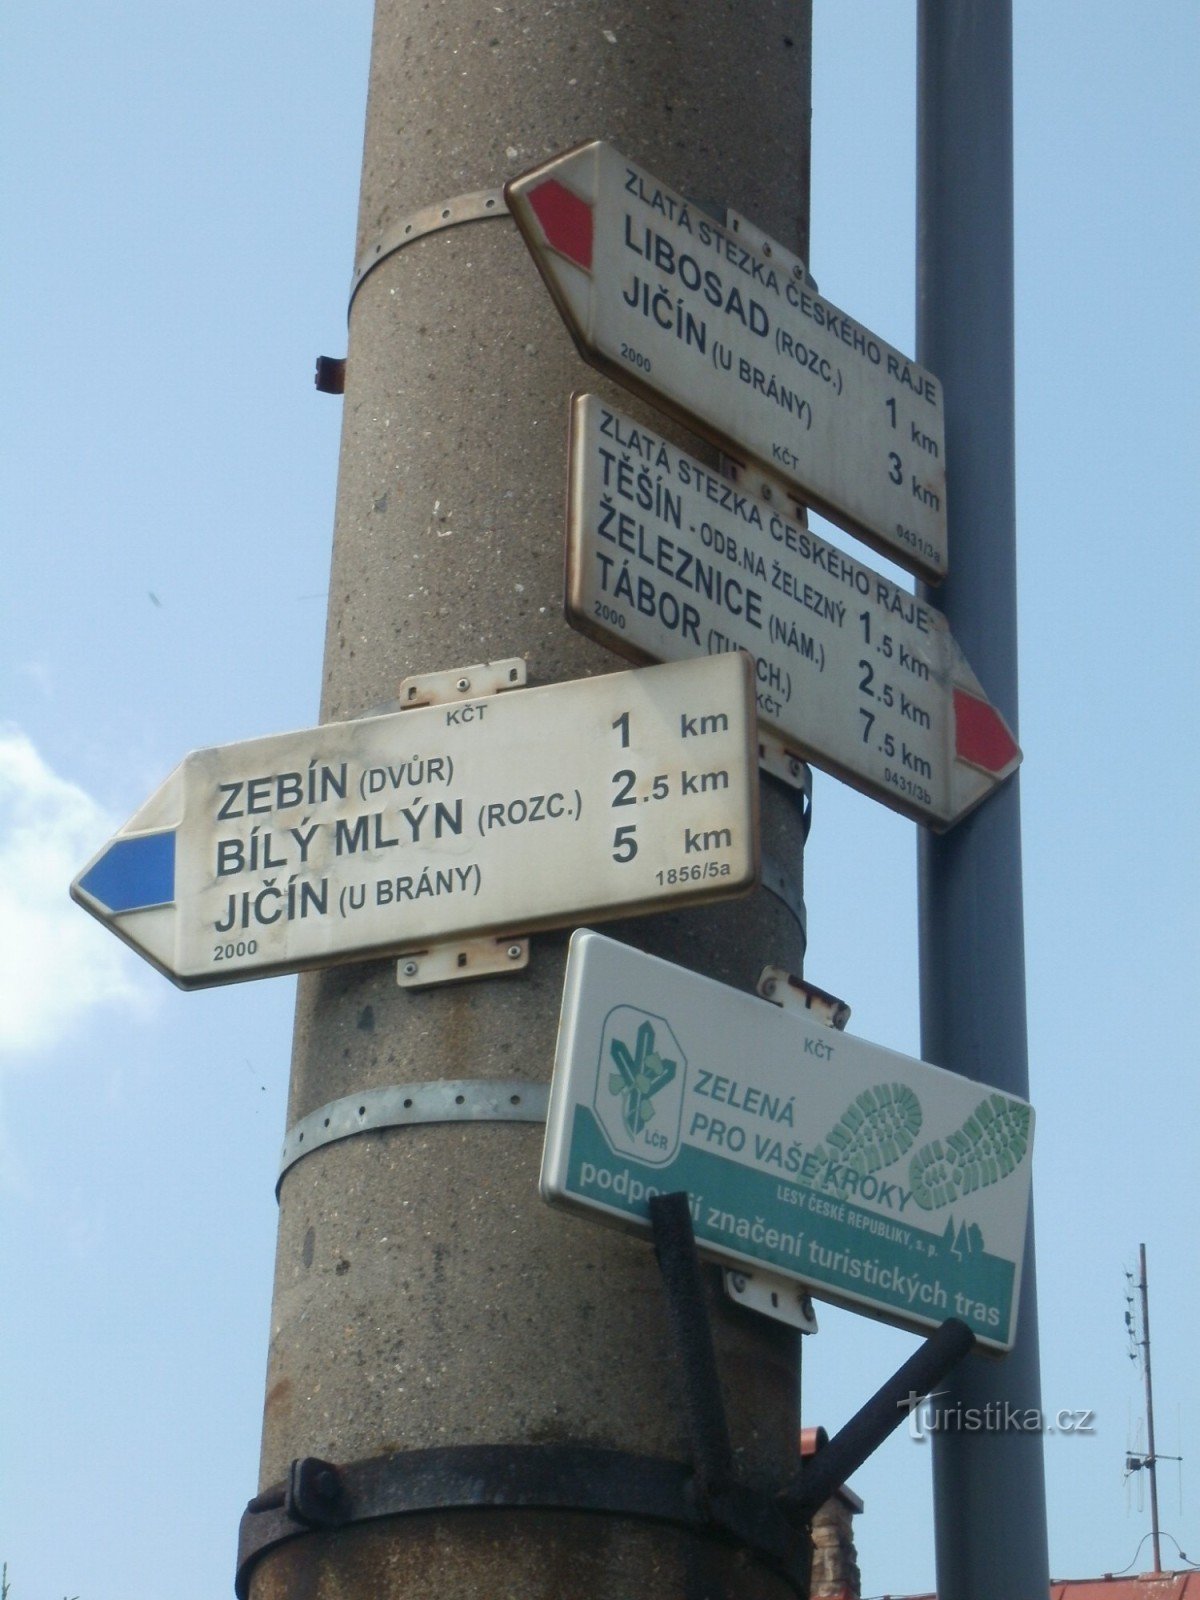 ZLATÁ STEZKA ČESKÉHO RÁJE
LIBOSAD (ROZC.) 1 km
JIČÍN (U BRÁNY) 3 km
2000 KČT 0431/3a
ZLATÁ STEZKA ČESKÉHO RÁJE
TĚŠÍN - ODB.NA ŽELEZNÝ 1.5 km
ŽELEZNICE (NÁM.) 2.5 km
TÁBOR CH.) 7.5 km
2000 KČT 0431/3b
KČT
ZEBÍN (DVŮR) 1 km
BÍLÝ MLÝN (ROZC.) 2.5 km
JIČÍN (U BRÁNY) 5 km
2000 1856/5a
KČT
LČR
ZELENÁ
PRO VAŠE KROKY
LESY ČESKÉ REPUBLIKY, s. p.
podporují značení turistických tras
Turistika.cz